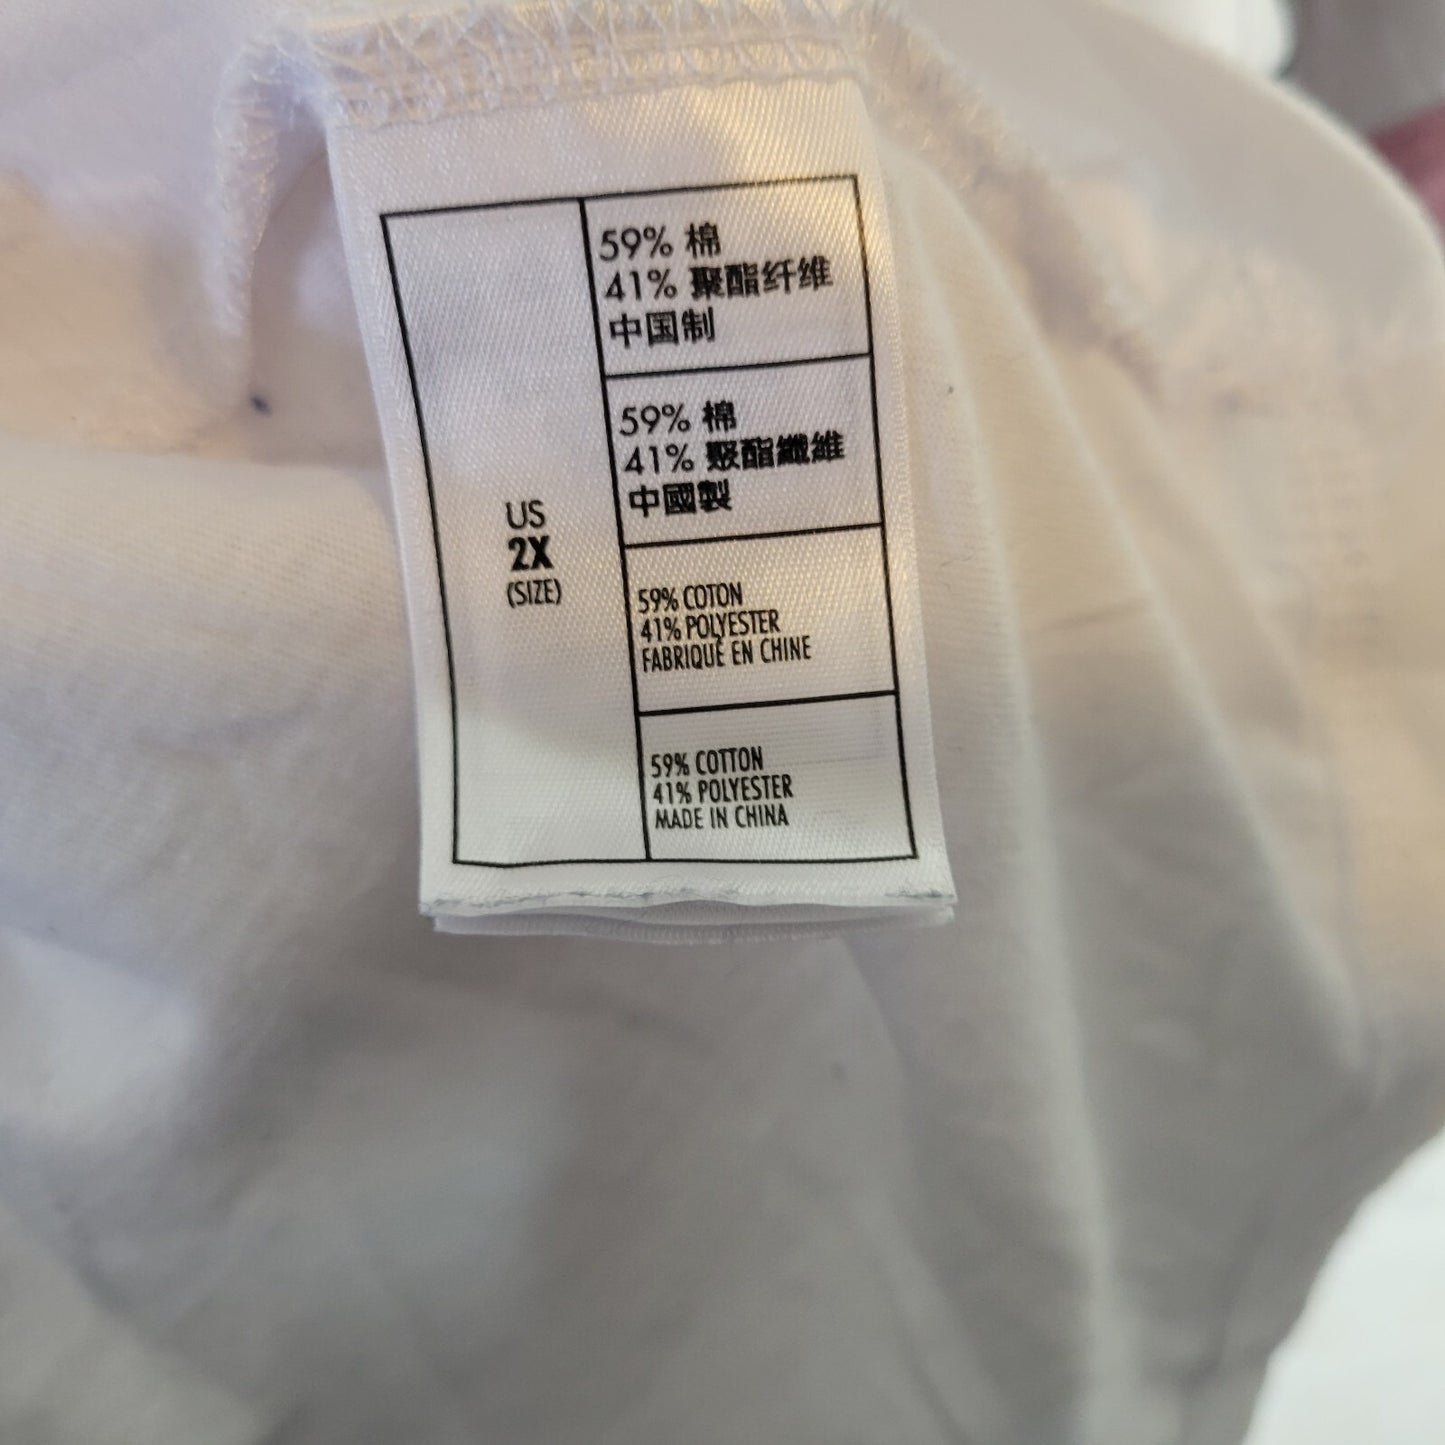 US
2X
(SIZE)
59% 棉
41% 聚酯纤维
中国制
59% 棉
41% 聚酯纖維
中國製
59% COTON
41% POLYESTER
FABRIQUÉ EN CHINE
59% COTTON
41% POLYESTER
MADE IN CHINA